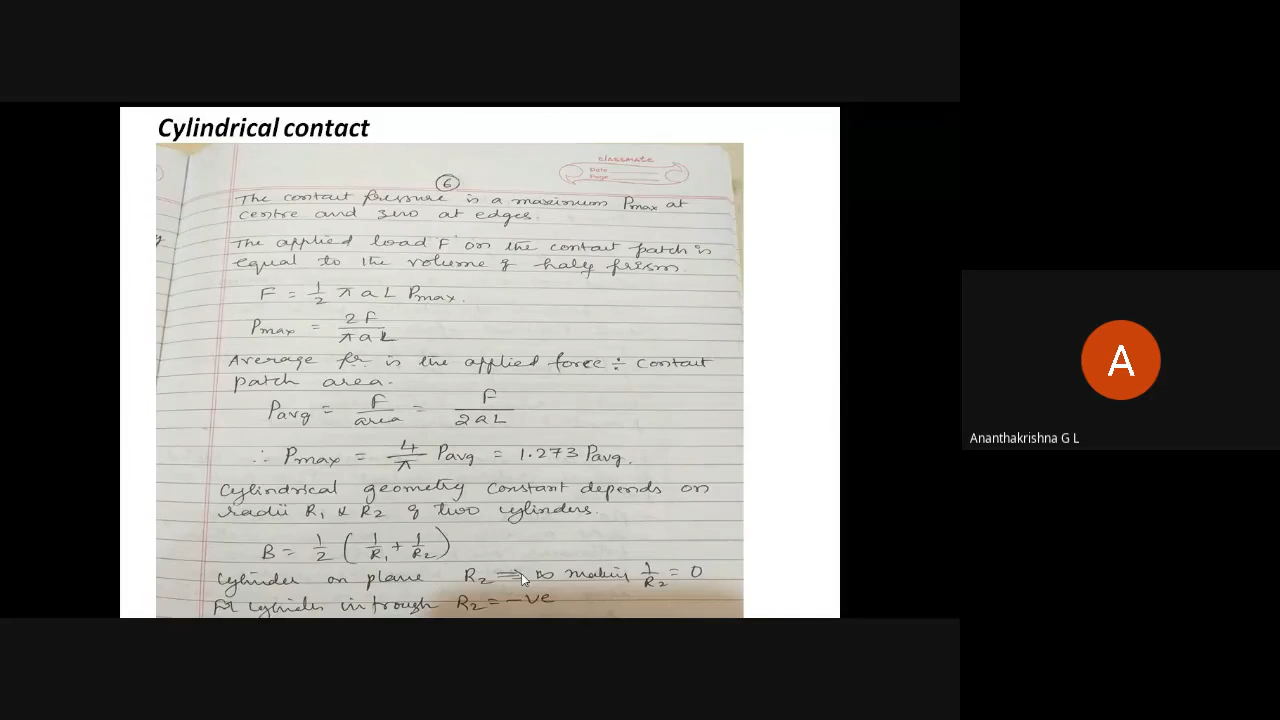 Cylindrical contact
classmate
Date
Page
6
The contact pressure is a maximum Pmax at
centre and zero at edges.
The applied load F on the contact patch is
equal to the volume of half prism.
F = 1/2 π a L Pmax.
Pmax = 2F / π a L
Average pr. is the applied force ÷ contact
patch area.
Pavg = F / area = F / 2aL
∴ Pmax = 4/π Pavg = 1.273 Pavg.
Cylindrical geometry constant depends on
radii R1 & R2 of two cylinders.
B = 1/2 ( 1/R1 + 1/R2 )
Cylinder on plane R2 ⇒ ∞ making 1/R2 = 0
For cylinder in trough R2 = -ve
A
Ananthakrishna G L